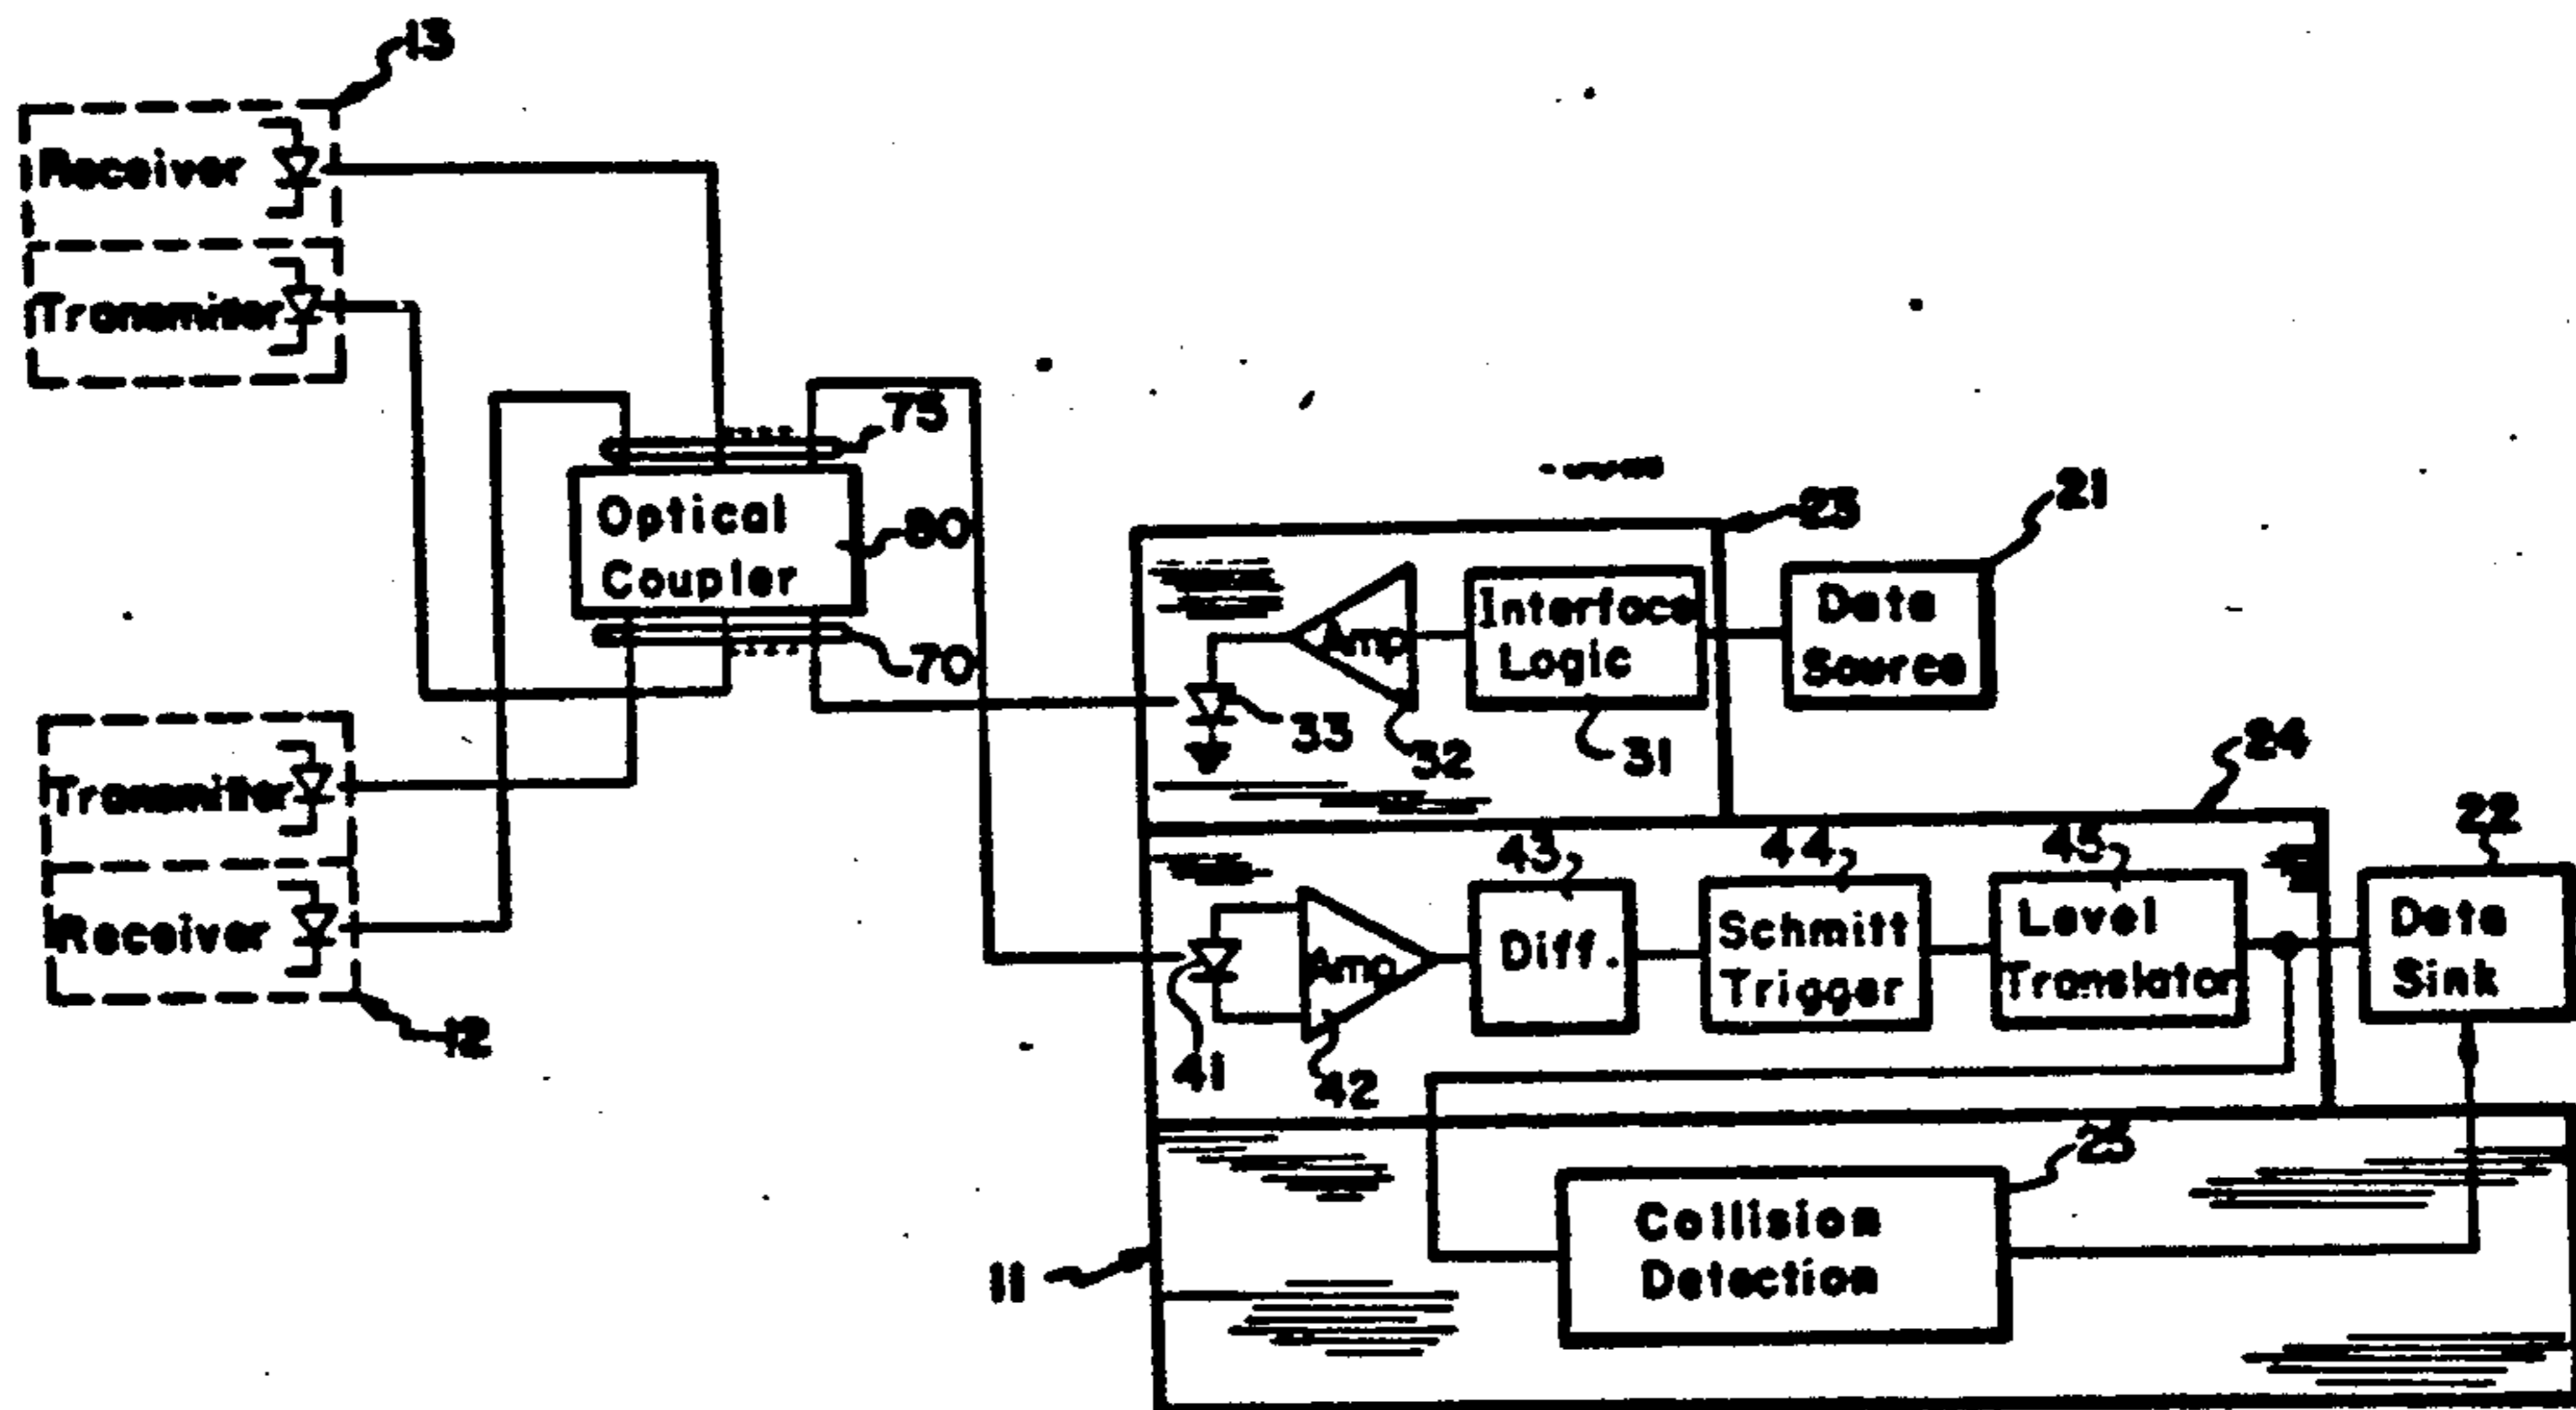 13
Receiver
Transmitter
75
Optical
Coupler
80
70
Transmitter
Receiver
12
23
21
Amp
Interface
Logic
Data
Source
33
32
31
24
22
43
44
45
Amp
Diff.
Schmitt
Trigger
Level
Translator
Data
Sink
41
42
25
Collision
Detection
11